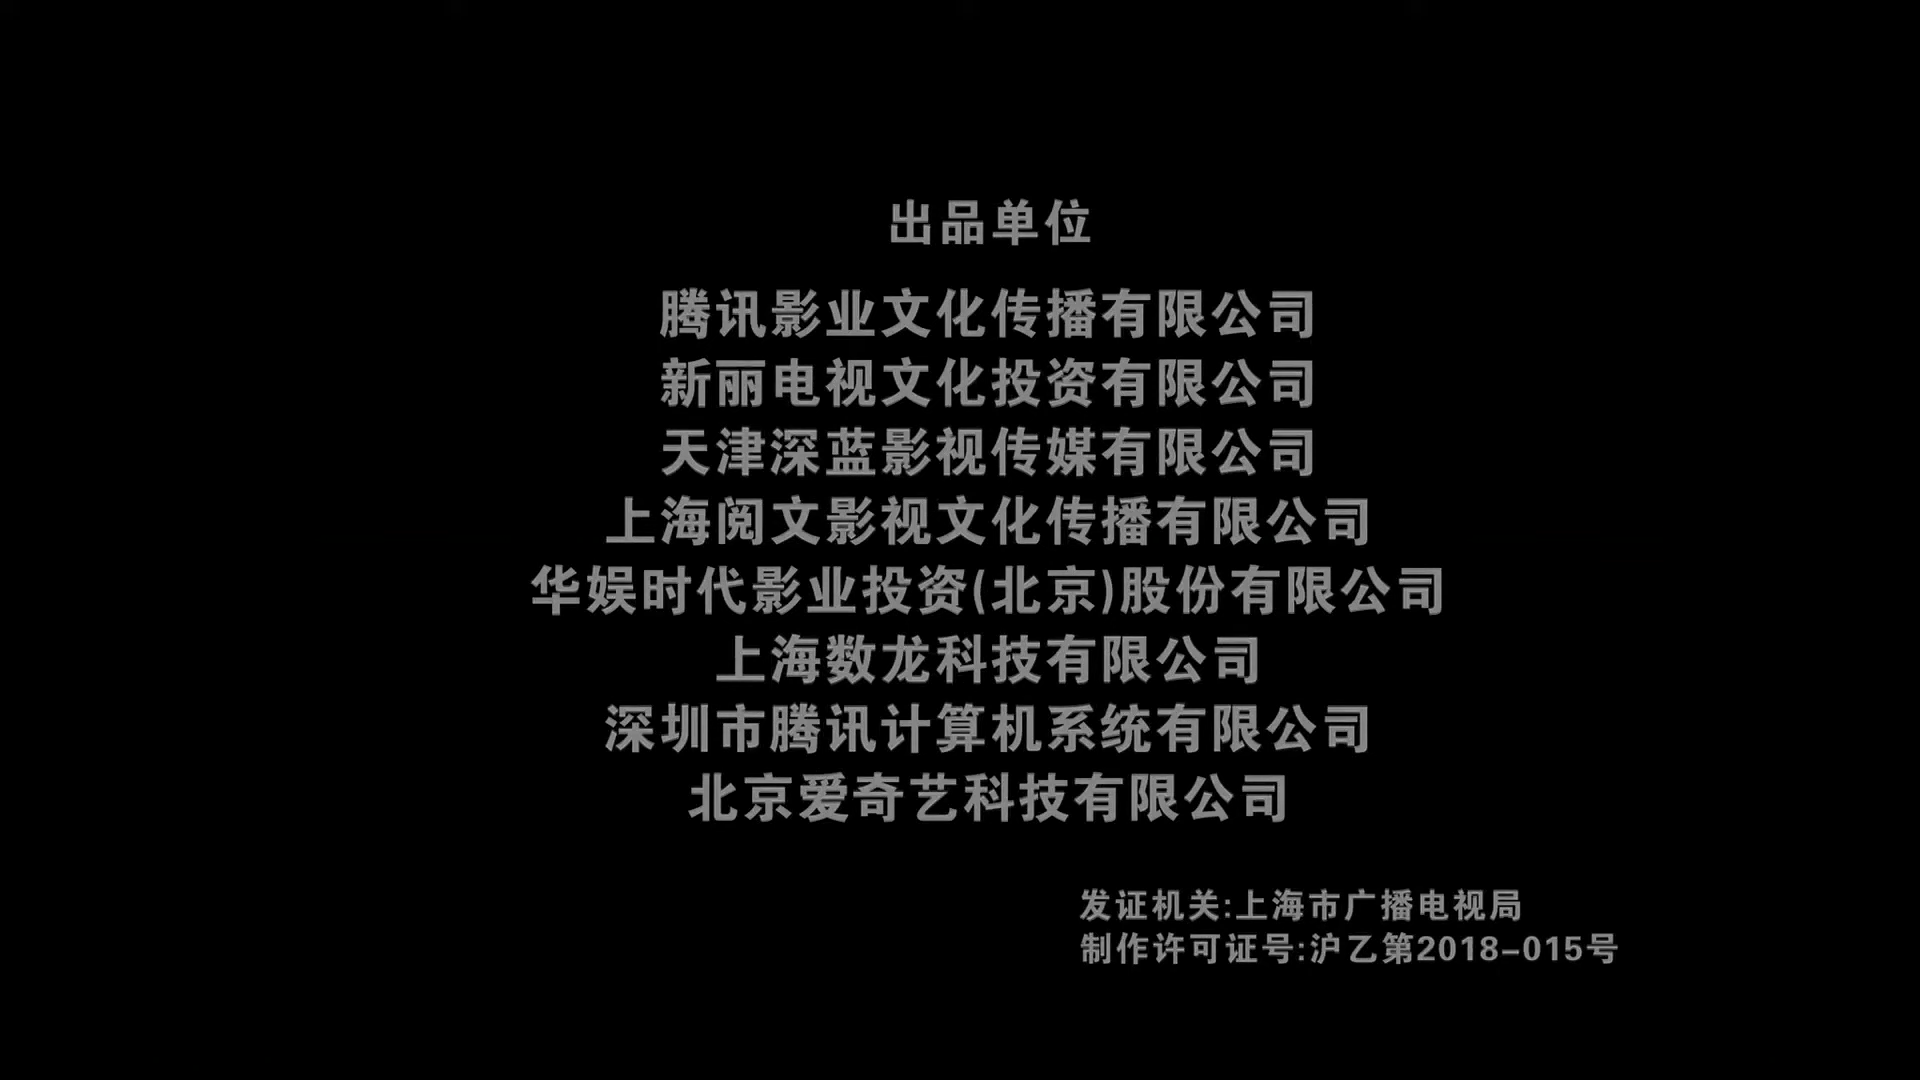 出品单位
腾讯影业文化传播有限公司
新丽电视文化投资有限公司
天津深蓝影视传媒有限公司
上海阅文影视文化传播有限公司
华娱时代影业投资(北京)股份有限公司
上海数龙科技有限公司
深圳市腾讯计算机系统有限公司
北京爱奇艺科技有限公司
发证机关:上海市广播电视局
制作许可证号:沪乙第2018-015号